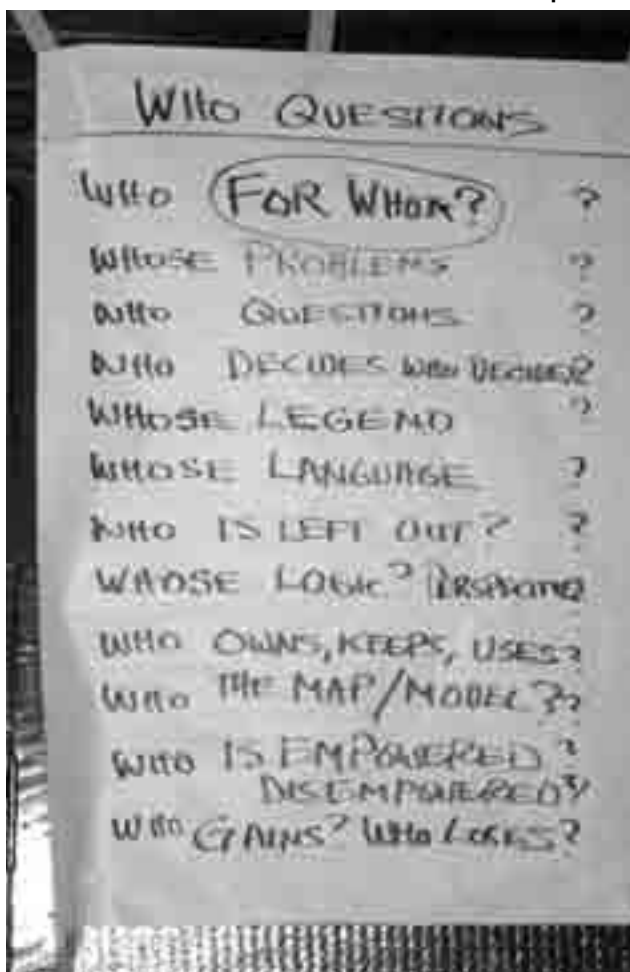 WHO QUESTIONS
WHO FOR WHOM? ?
WHOSE PROBLEMS ?
WHO QUESTIONS ?
WHO DECIDES WHO DECIDES?
WHOSE LEGEND ?
WHOSE LANGUAGE ?
WHO IS LEFT OUT? ?
WHOSE LOGIC?
WHO OWNS, KEEPS, USES?
WHO THE MAP/MODEL??
WHO IS EMPOWERED?
DISEMPOWERED?
WHO GAINS? WHO LOSES?